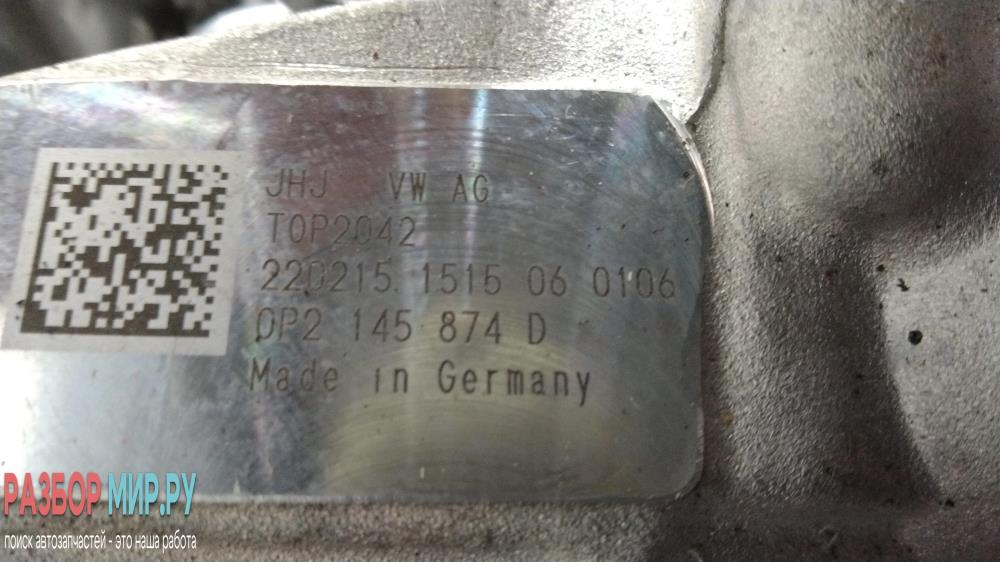 JHJ VW AG
T0P2042
220215 1515 06 0106
0P2 145 874 D
Made in Germany
РАЗБОР МИР.РУ
поиск автозапчастей - это наша работа